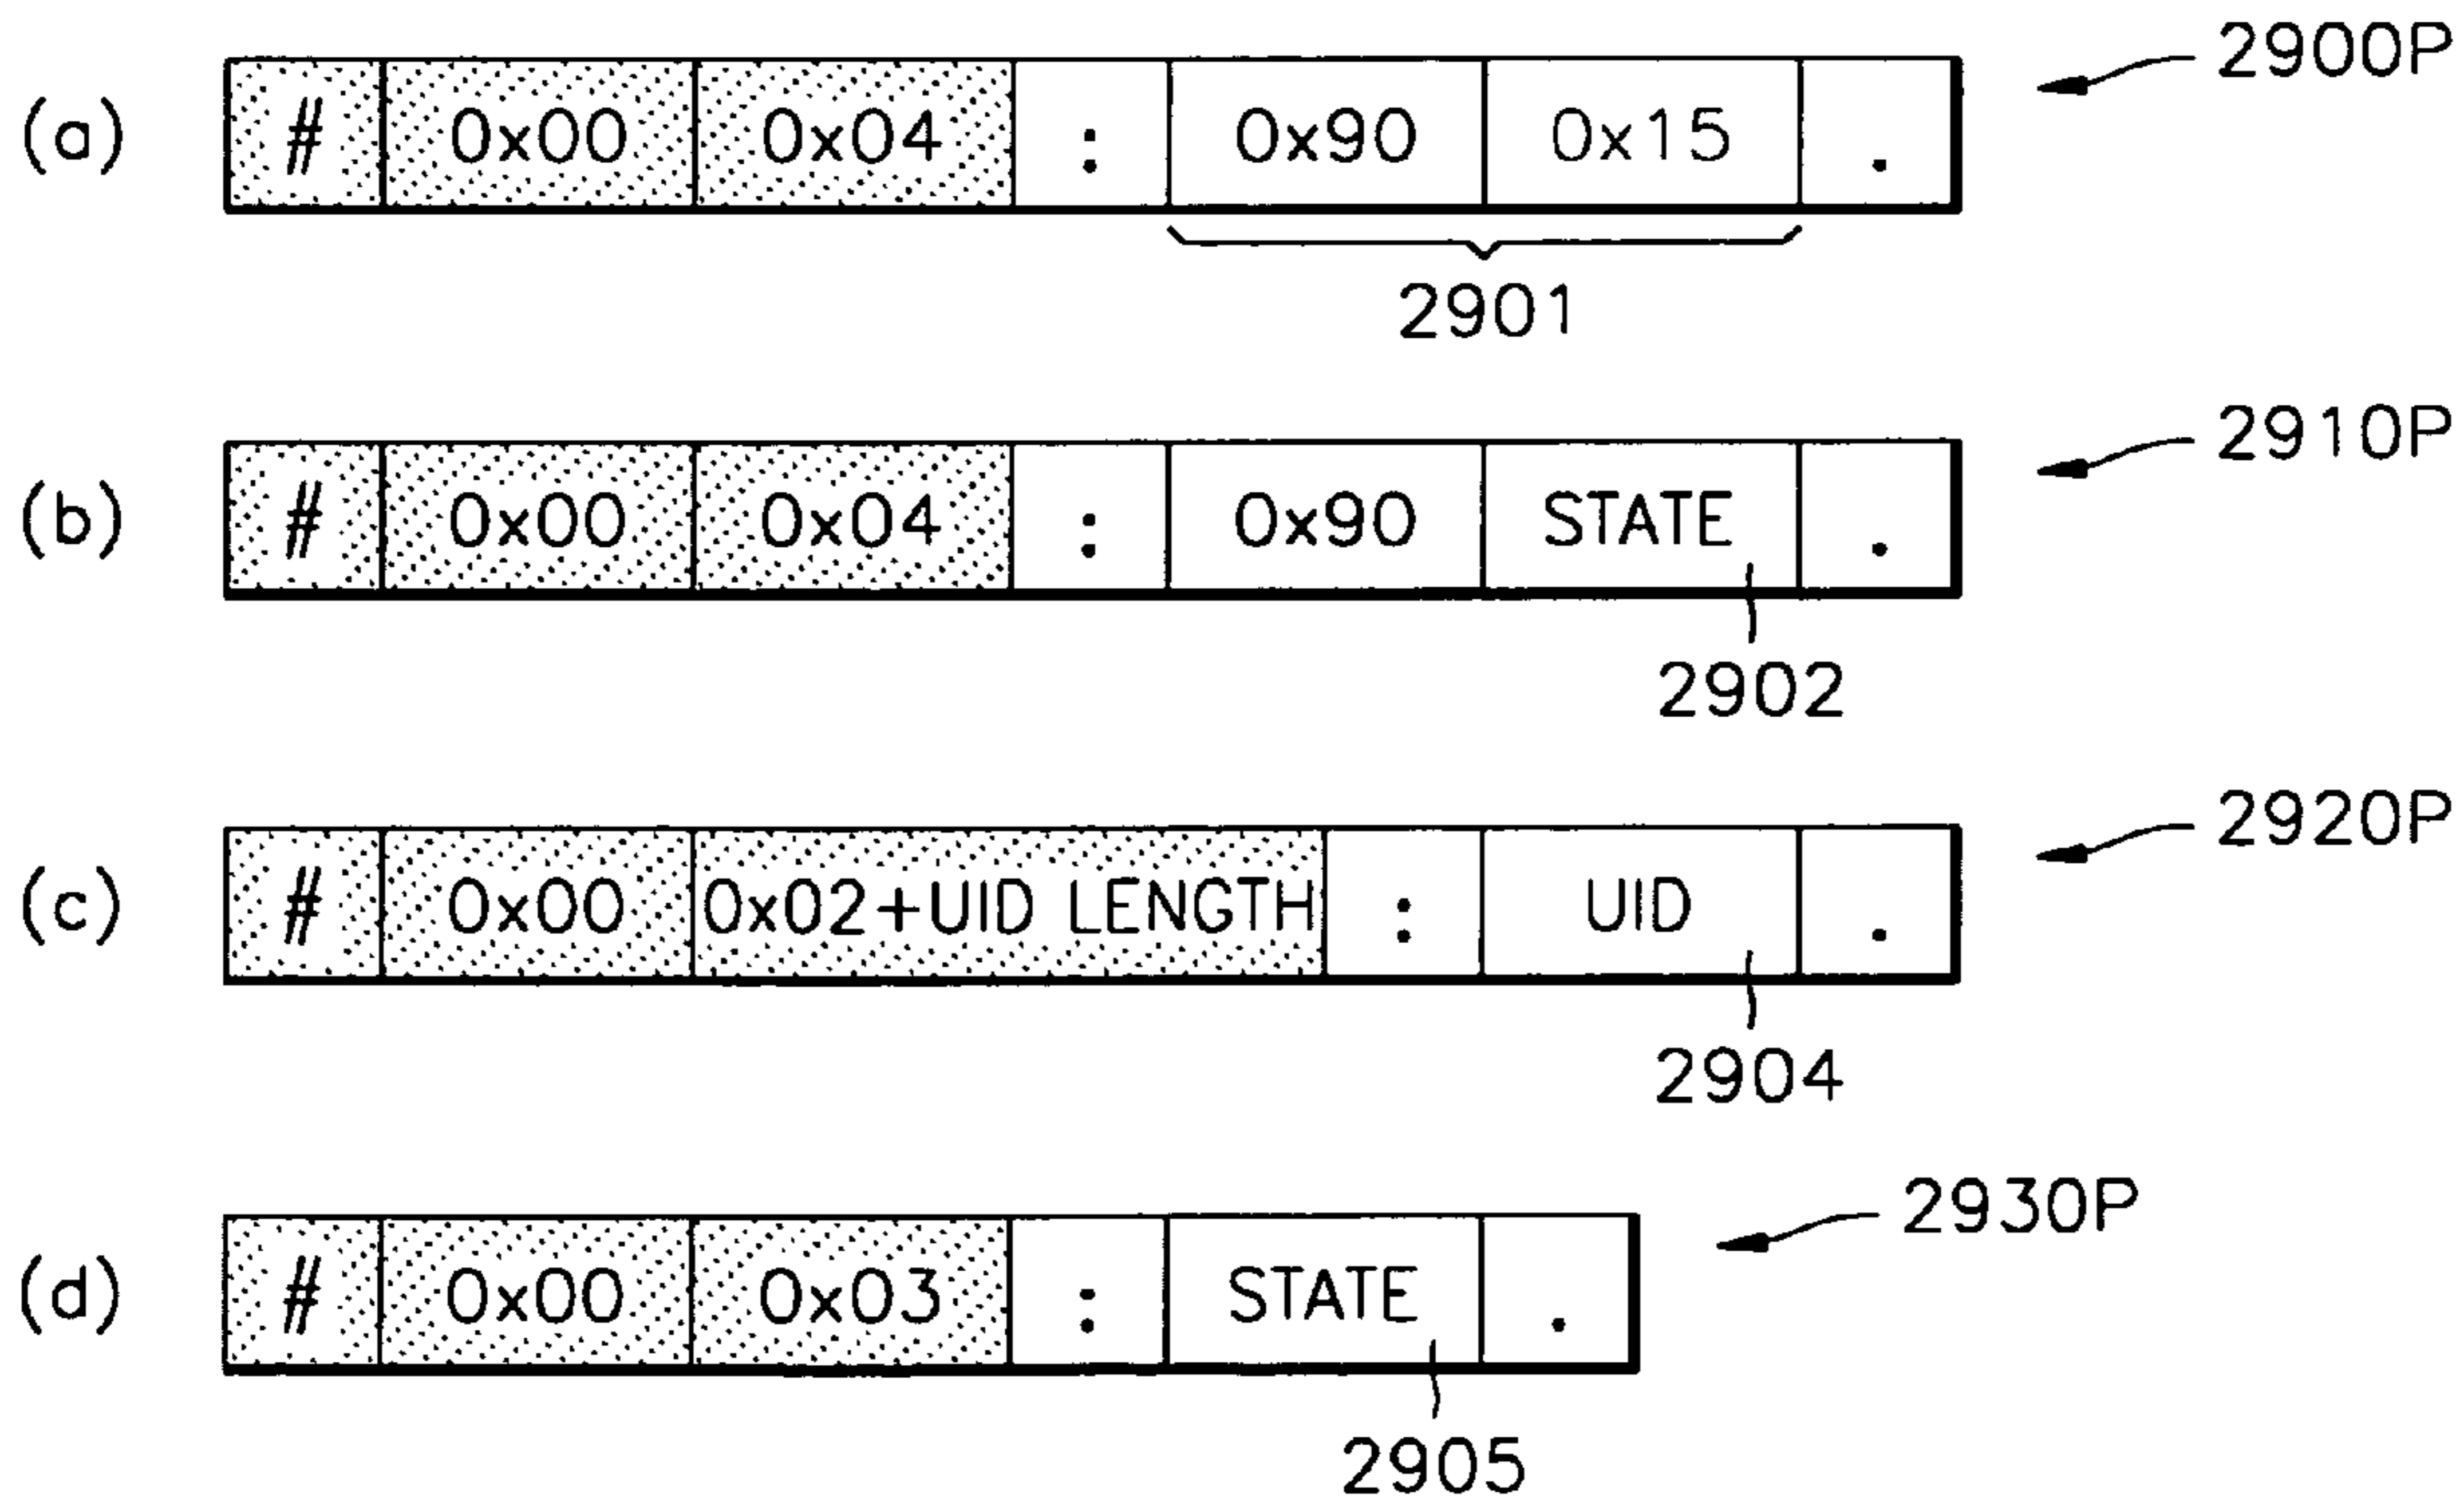 2900P
(a) # 0x00 0x04 : 0x90 0x15 .
2901
2910P
(b) # 0x00 0x04 : 0x90 STATE .
2902
2920P
(c) # 0x00 0x02+UID LENGTH : UID .
2904
2930P
(d) # 0x00 0x03 : STATE .
2905